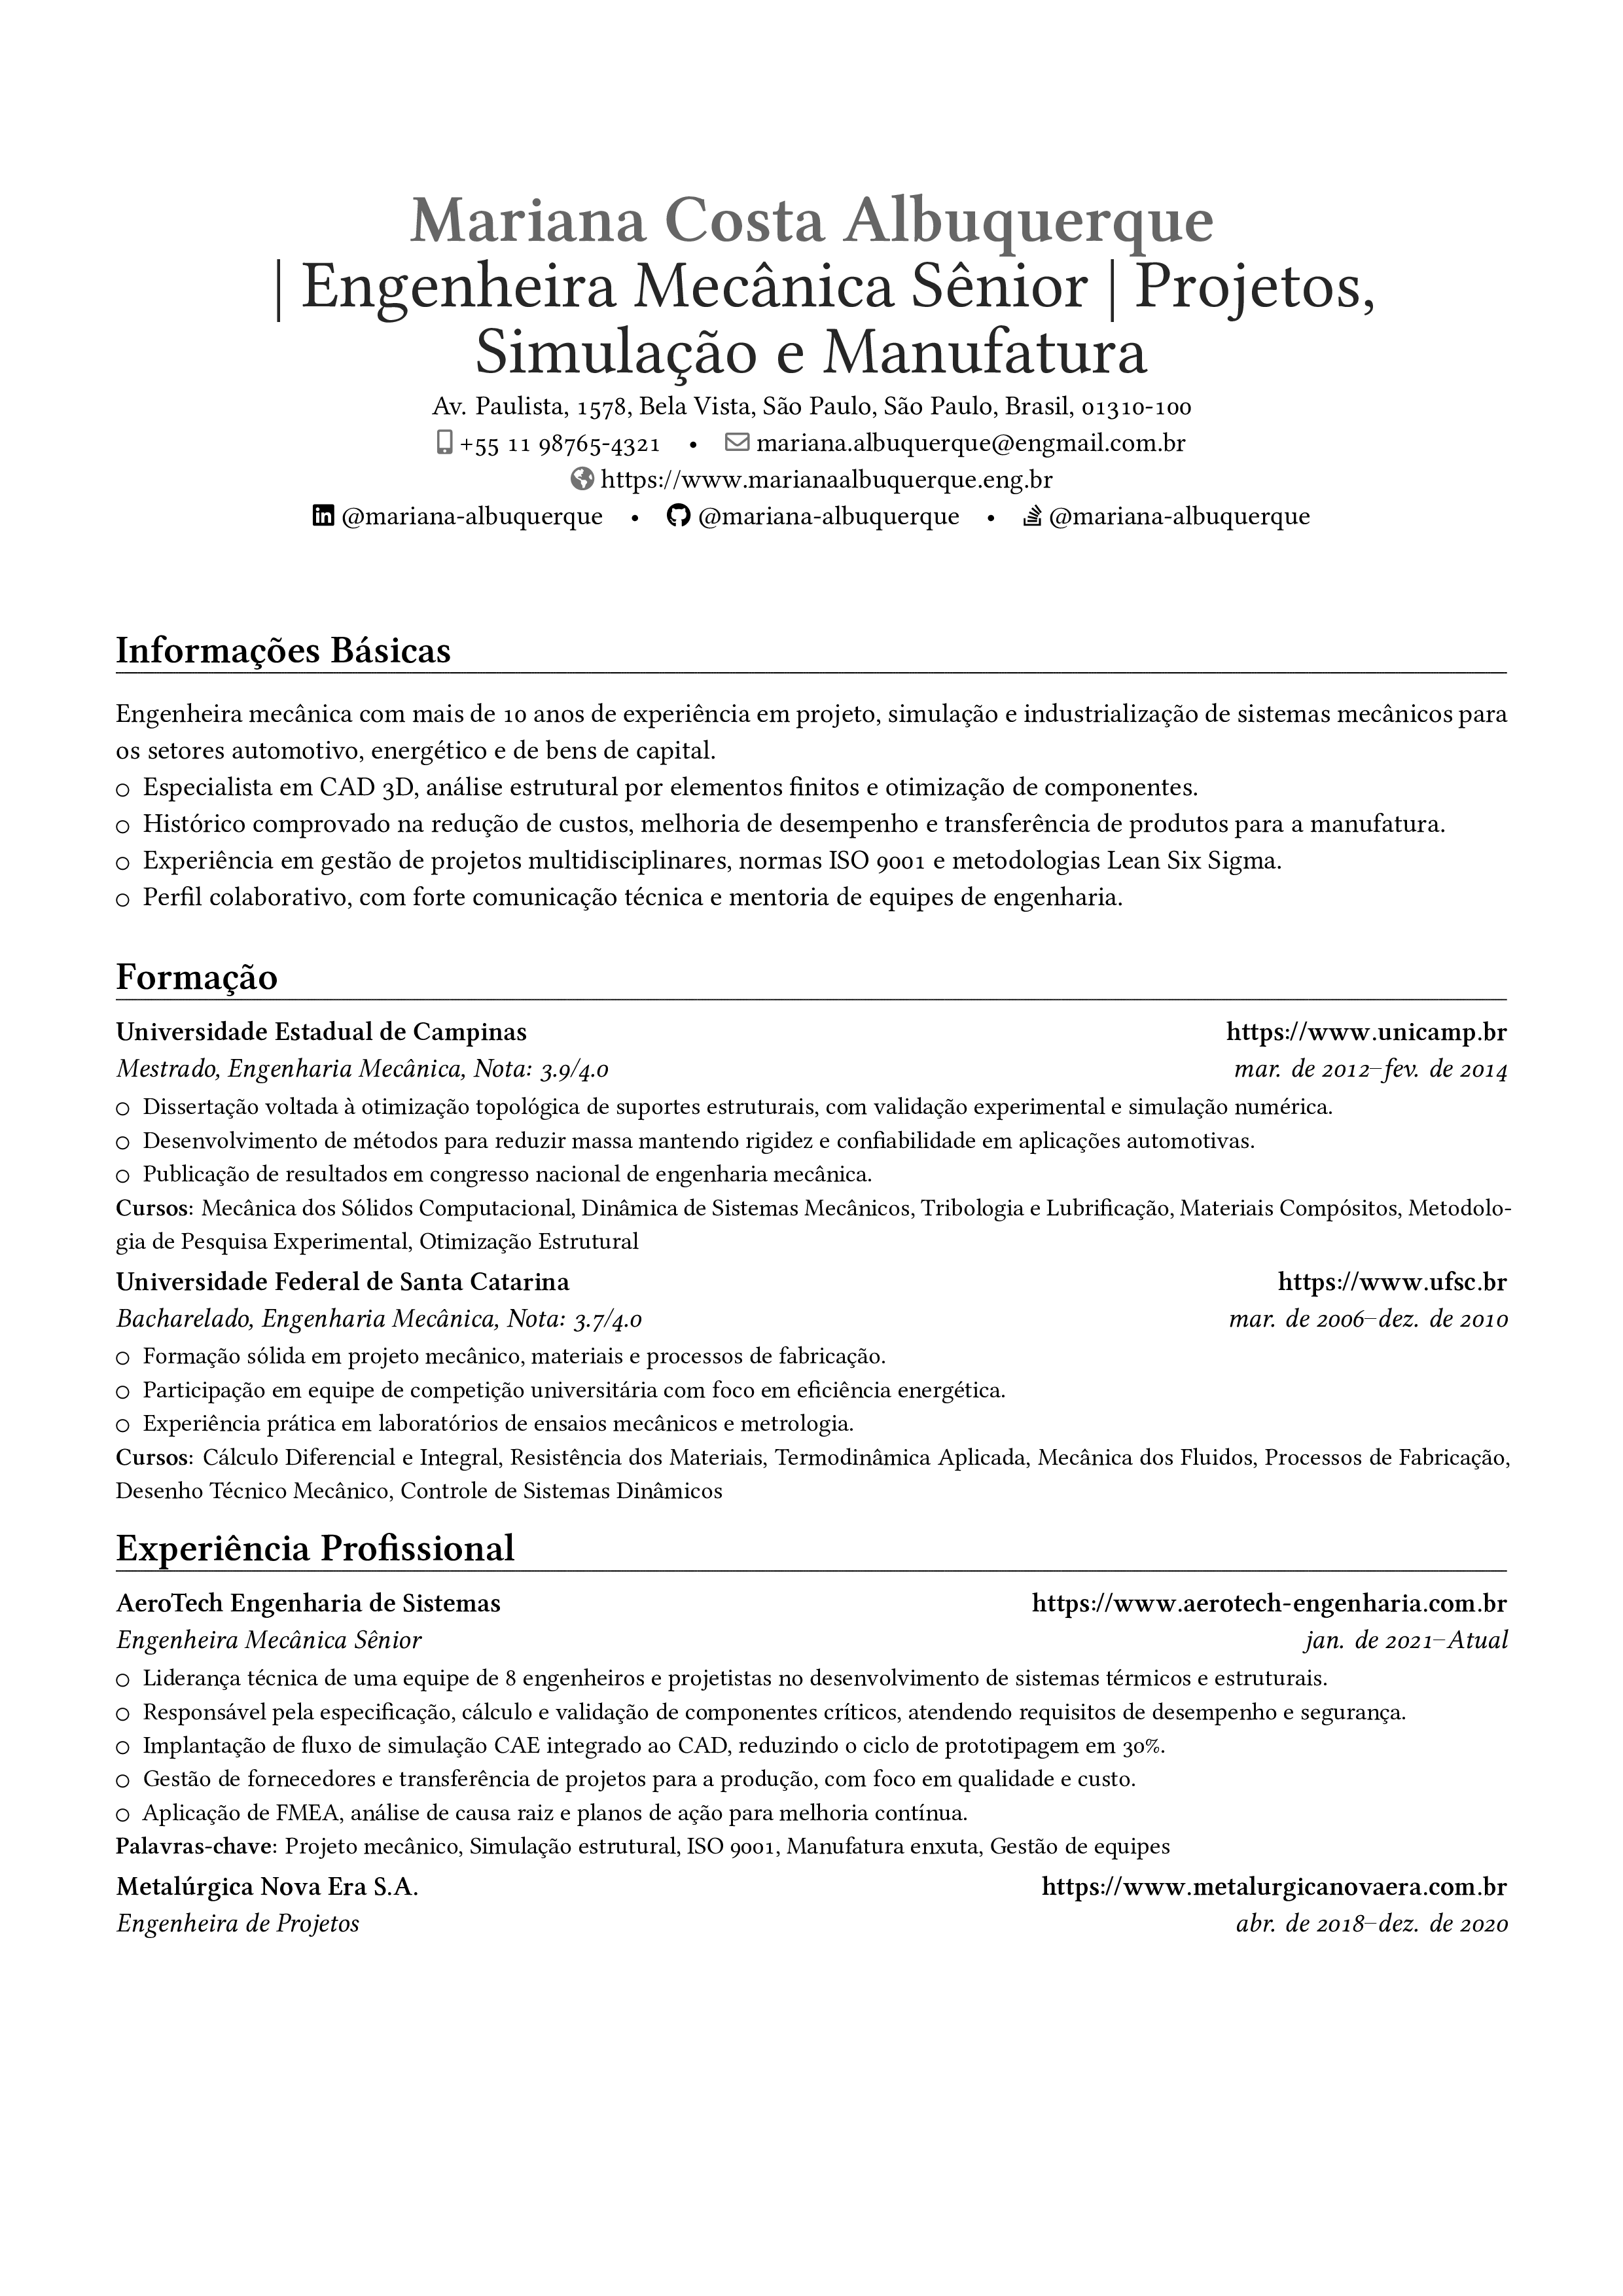 Mariana Costa Albuquerque
| Engenheira Mecânica Sênior | Projetos,
Simulação e Manufatura
Av. Paulista, 1578, Bela Vista, São Paulo, São Paulo, Brasil, 01310-100
+55 11 98765-4321 • mariana.albuquerque@engmail.com.br
https://www.marianaalbuquerque.eng.br
@mariana-albuquerque • @mariana-albuquerque • @mariana-albuquerque
Informações Básicas
Engenheira mecânica com mais de 10 anos de experiência em projeto, simulação e industrialização de sistemas mecânicos para
os setores automotivo, energético e de bens de capital.
○ Especialista em CAD 3D, análise estrutural por elementos finitos e otimização de componentes.
○ Histórico comprovado na redução de custos, melhoria de desempenho e transferência de produtos para a manufatura.
○ Experiência em gestão de projetos multidisciplinares, normas ISO 9001 e metodologias Lean Six Sigma.
○ Perfil colaborativo, com forte comunicação técnica e mentoria de equipes de engenharia.
Formação
Universidade Estadual de Campinas https://www.unicamp.br
Mestrado, Engenharia Mecânica, Nota: 3.9/4.0 mar. de 2012–fev. de 2014
○ Dissertação voltada à otimização topológica de suportes estruturais, com validação experimental e simulação numérica.
○ Desenvolvimento de métodos para reduzir massa mantendo rigidez e confiabilidade em aplicações automotivas.
○ Publicação de resultados em congresso nacional de engenharia mecânica.
Cursos: Mecânica dos Sólidos Computacional, Dinâmica de Sistemas Mecânicos, Tribologia e Lubrificação, Materiais Compósitos, Metodolo-
gia de Pesquisa Experimental, Otimização Estrutural
Universidade Federal de Santa Catarina https://www.ufsc.br
Bacharelado, Engenharia Mecânica, Nota: 3.7/4.0 mar. de 2006–dez. de 2010
○ Formação sólida em projeto mecânico, materiais e processos de fabricação.
○ Participação em equipe de competição universitária com foco em eficiência energética.
○ Experiência prática em laboratórios de ensaios mecânicos e metrologia.
Cursos: Cálculo Diferencial e Integral, Resistência dos Materiais, Termodinâmica Aplicada, Mecânica dos Fluidos, Processos de Fabricação,
Desenho Técnico Mecânico, Controle de Sistemas Dinâmicos
Experiência Profissional
AeroTech Engenharia de Sistemas https://www.aerotech-engenharia.com.br
Engenheira Mecânica Sênior jan. de 2021–Atual
○ Liderança técnica de uma equipe de 8 engenheiros e projetistas no desenvolvimento de sistemas térmicos e estruturais.
○ Responsável pela especificação, cálculo e validação de componentes críticos, atendendo requisitos de desempenho e segurança.
○ Implantação de fluxo de simulação CAE integrado ao CAD, reduzindo o ciclo de prototipagem em 30%.
○ Gestão de fornecedores e transferência de projetos para a produção, com foco em qualidade e custo.
○ Aplicação de FMEA, análise de causa raiz e planos de ação para melhoria contínua.
Palavras-chave: Projeto mecânico, Simulação estrutural, ISO 9001, Manufatura enxuta, Gestão de equipes
Metalúrgica Nova Era S.A. https://www.metalurgicanovaera.com.br
Engenheira de Projetos abr. de 2018–dez. de 2020